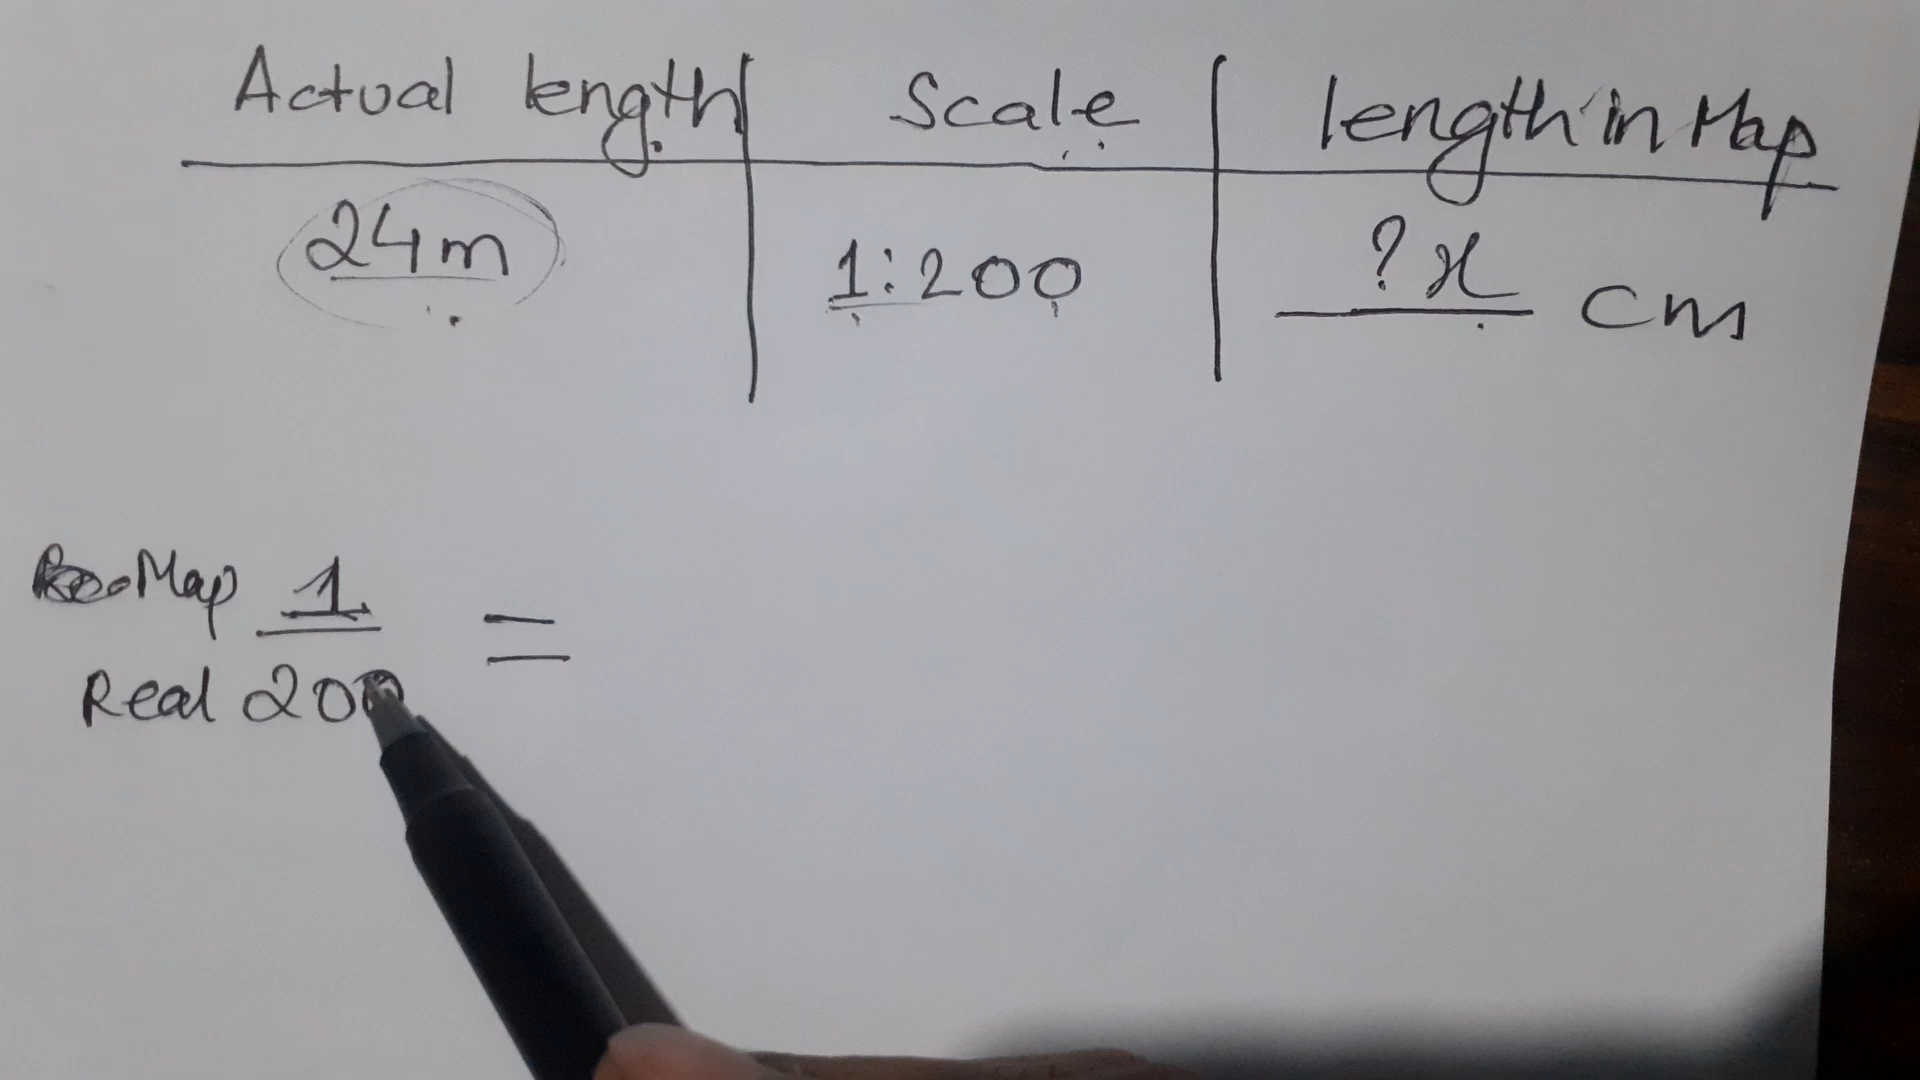 Actual length Scale length in Map
24m 1:200 ? x cm
Map 1 =
Real 200